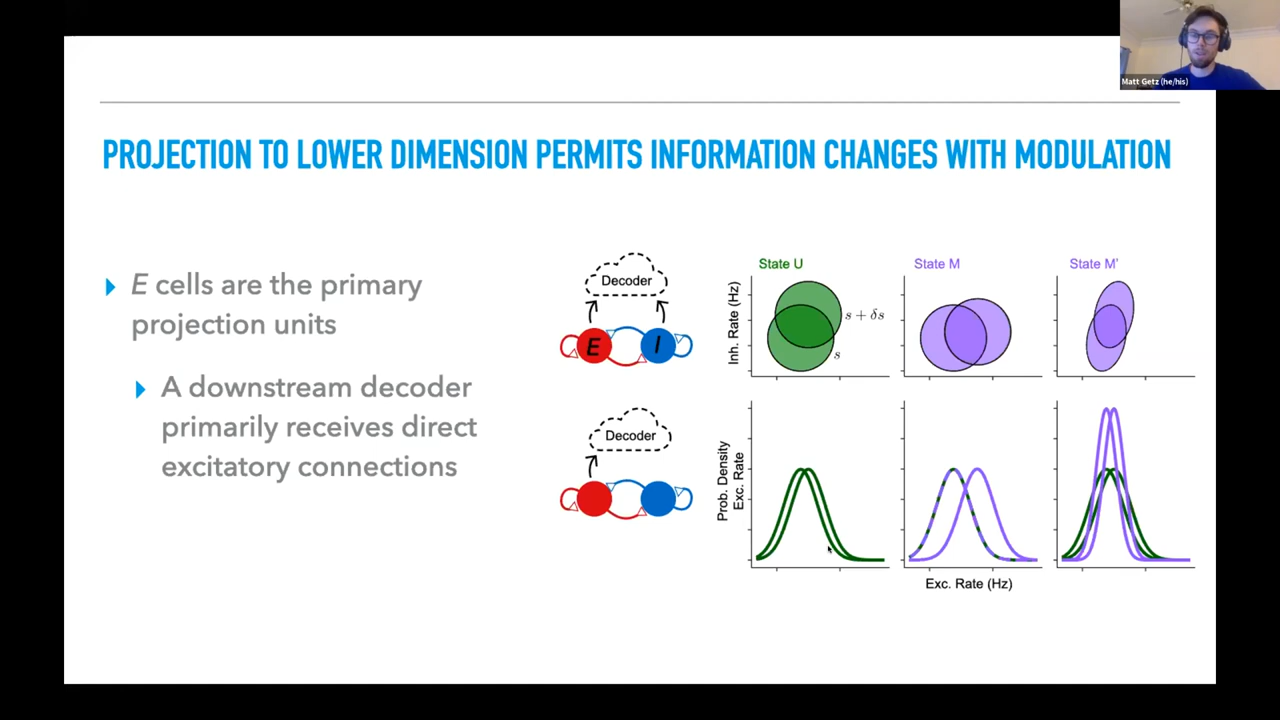 Matt Getz (he/his)
PROJECTION TO LOWER DIMENSION PERMITS INFORMATION CHANGES WITH MODULATION
E cells are the primary
projection units
A downstream decoder
primarily receives direct
excitatory connections
Decoder
E
I
Decoder
State U
State M
State M'
Inh. Rate (Hz)
s + δs
s
Prob. Density
Exc. Rate
Exc. Rate (Hz)